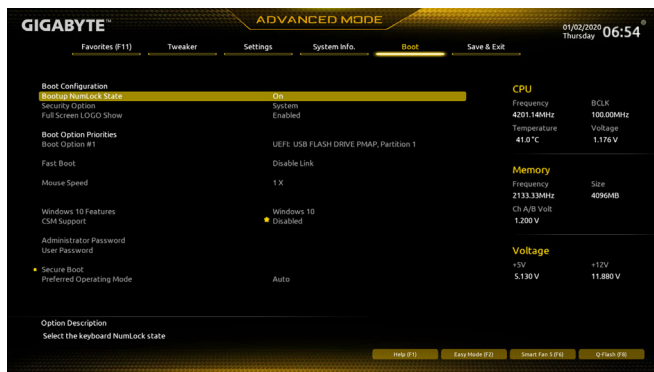 GIGABYTE™
ADVANCED MODE
01/02/2020
Thursday
06:54
Favorites (F11) Tweaker Settings System Info. Boot Save & Exit
Boot Configuration
Bootup NumLock State On
Security Option System
Full Screen LOGO Show Enabled
Boot Option Priorities
Boot Option #1 UEFI: USB FLASH DRIVE PMAP, Partition 1
Fast Boot Disable Link
Mouse Speed 1 X
Windows 10 Features Windows 10
CSM Support Disabled
Administrator Password
User Password
Secure Boot
Preferred Operating Mode Auto
CPU
Frequency BCLK
4201.14MHz 100.00MHz
Temperature Voltage
41.0 °C 1.176 V
Memory
Frequency Size
2133.33MHz 4096MB
Ch A/B Volt
1.200 V
Voltage
+5V +12V
5.130 V 11.880 V
Option Description
Select the keyboard NumLock state
Help (F1) Easy Mode (F2) Smart Fan 5 (F6) Q-Flash (F8)